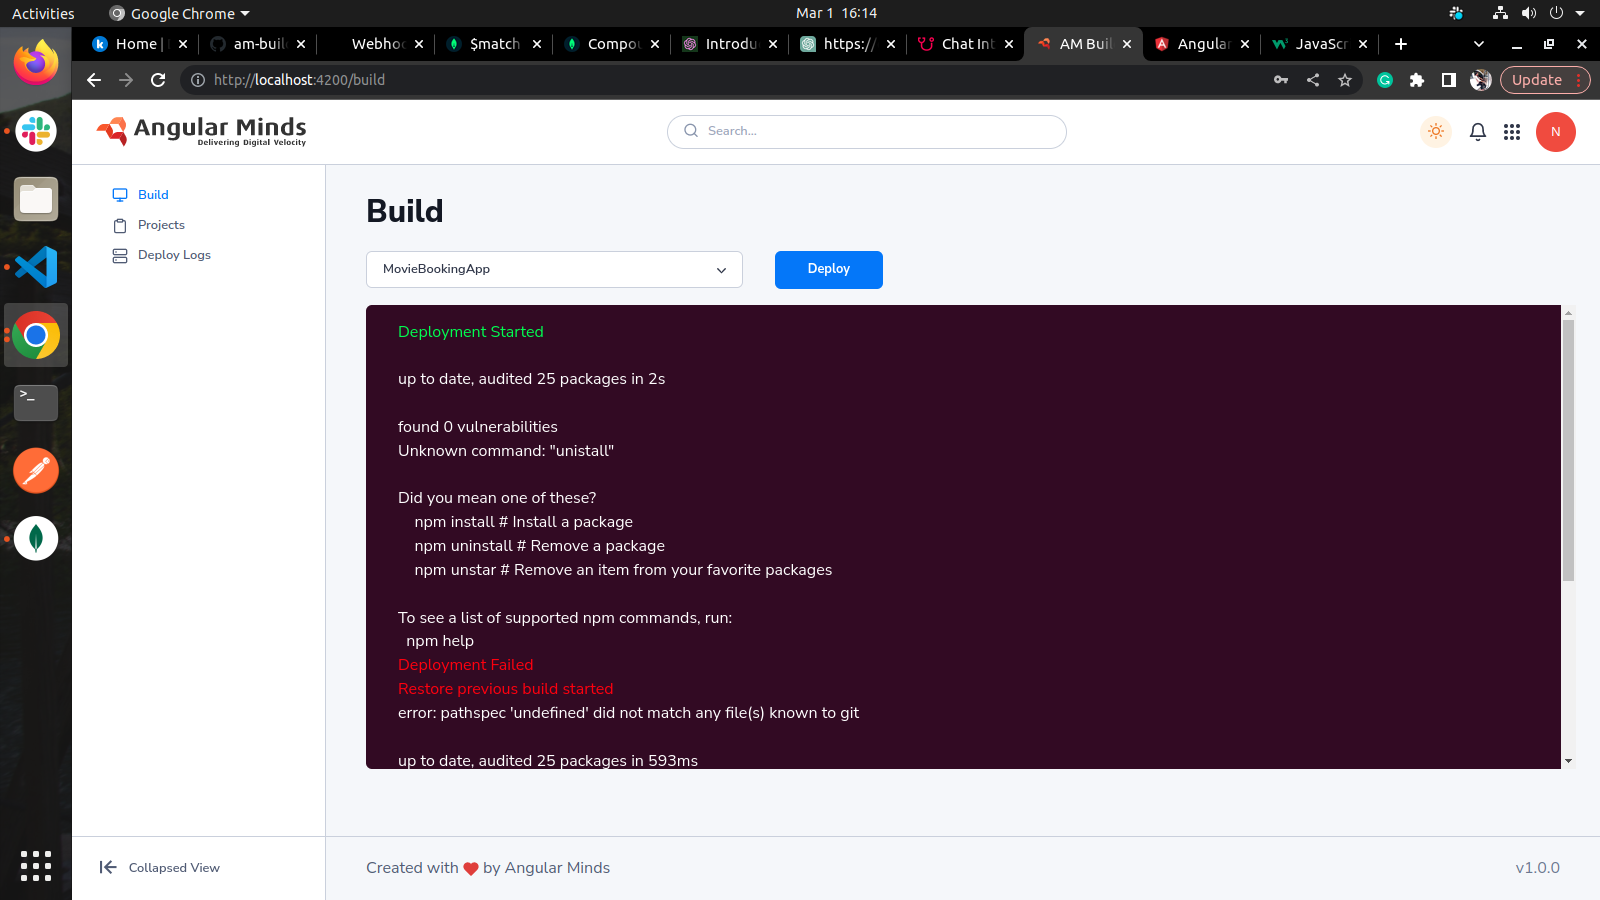 Activities
Google Chrome
Mar 1 16:14
Home |
am-buil
Webhoo
$match
Compou
Introdu
https://
Chat Int
AM Buil
Angular
JavaScr
http://localhost:4200/build
Update
Angular Minds
Delivering Digital Velocity
Search...
N
Build
Projects
Deploy Logs
Build
MovieBookingApp
Deploy
Deployment Started
up to date, audited 25 packages in 2s
found 0 vulnerabilities
Unknown command: "unistall"
Did you mean one of these?
npm install # Install a package
npm uninstall # Remove a package
npm unstar # Remove an item from your favorite packages
To see a list of supported npm commands, run:
npm help
Deployment Failed
Restore previous build started
error: pathspec 'undefined' did not match any file(s) known to git
up to date, audited 25 packages in 593ms
Collapsed View
Created with ❤ by Angular Minds
v1.0.0